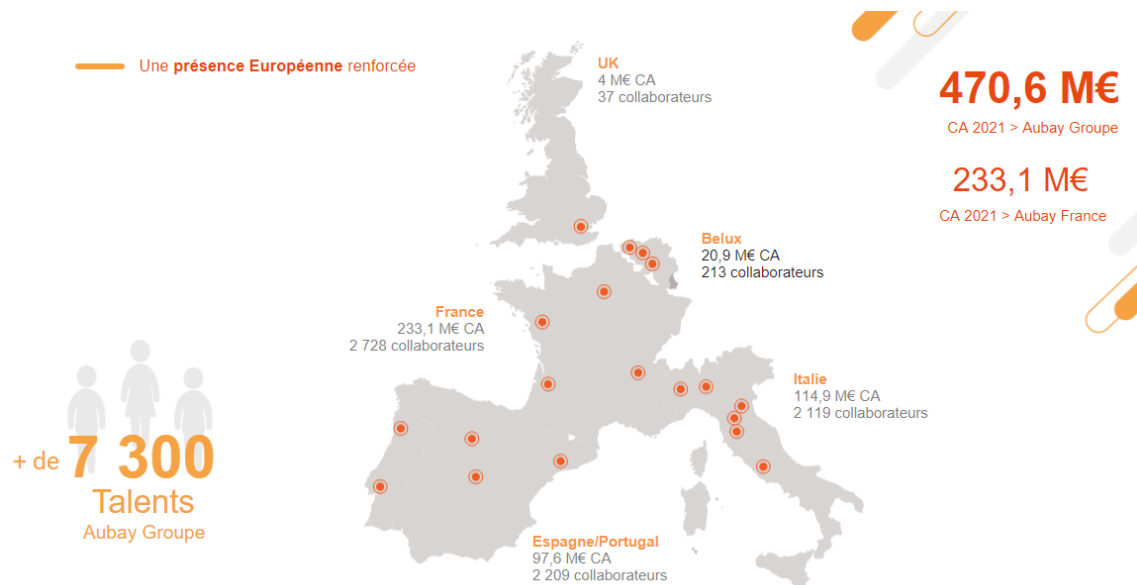 Une présence Européenne renforcée
UK
4 M€ CA
37 collaborateurs
470,6 M€
CA 2021 > Aubay Groupe
233,1 M€
CA 2021 > Aubay France
Belux
20,9 M€ CA
213 collaborateurs
France
233,1 M€ CA
2 728 collaborateurs
Italie
114,9 M€ CA
2 119 collaborateurs
+ de 7 300
Talents
Aubay Groupe
Espagne/Portugal
97,6 M€ CA
2 209 collaborateurs